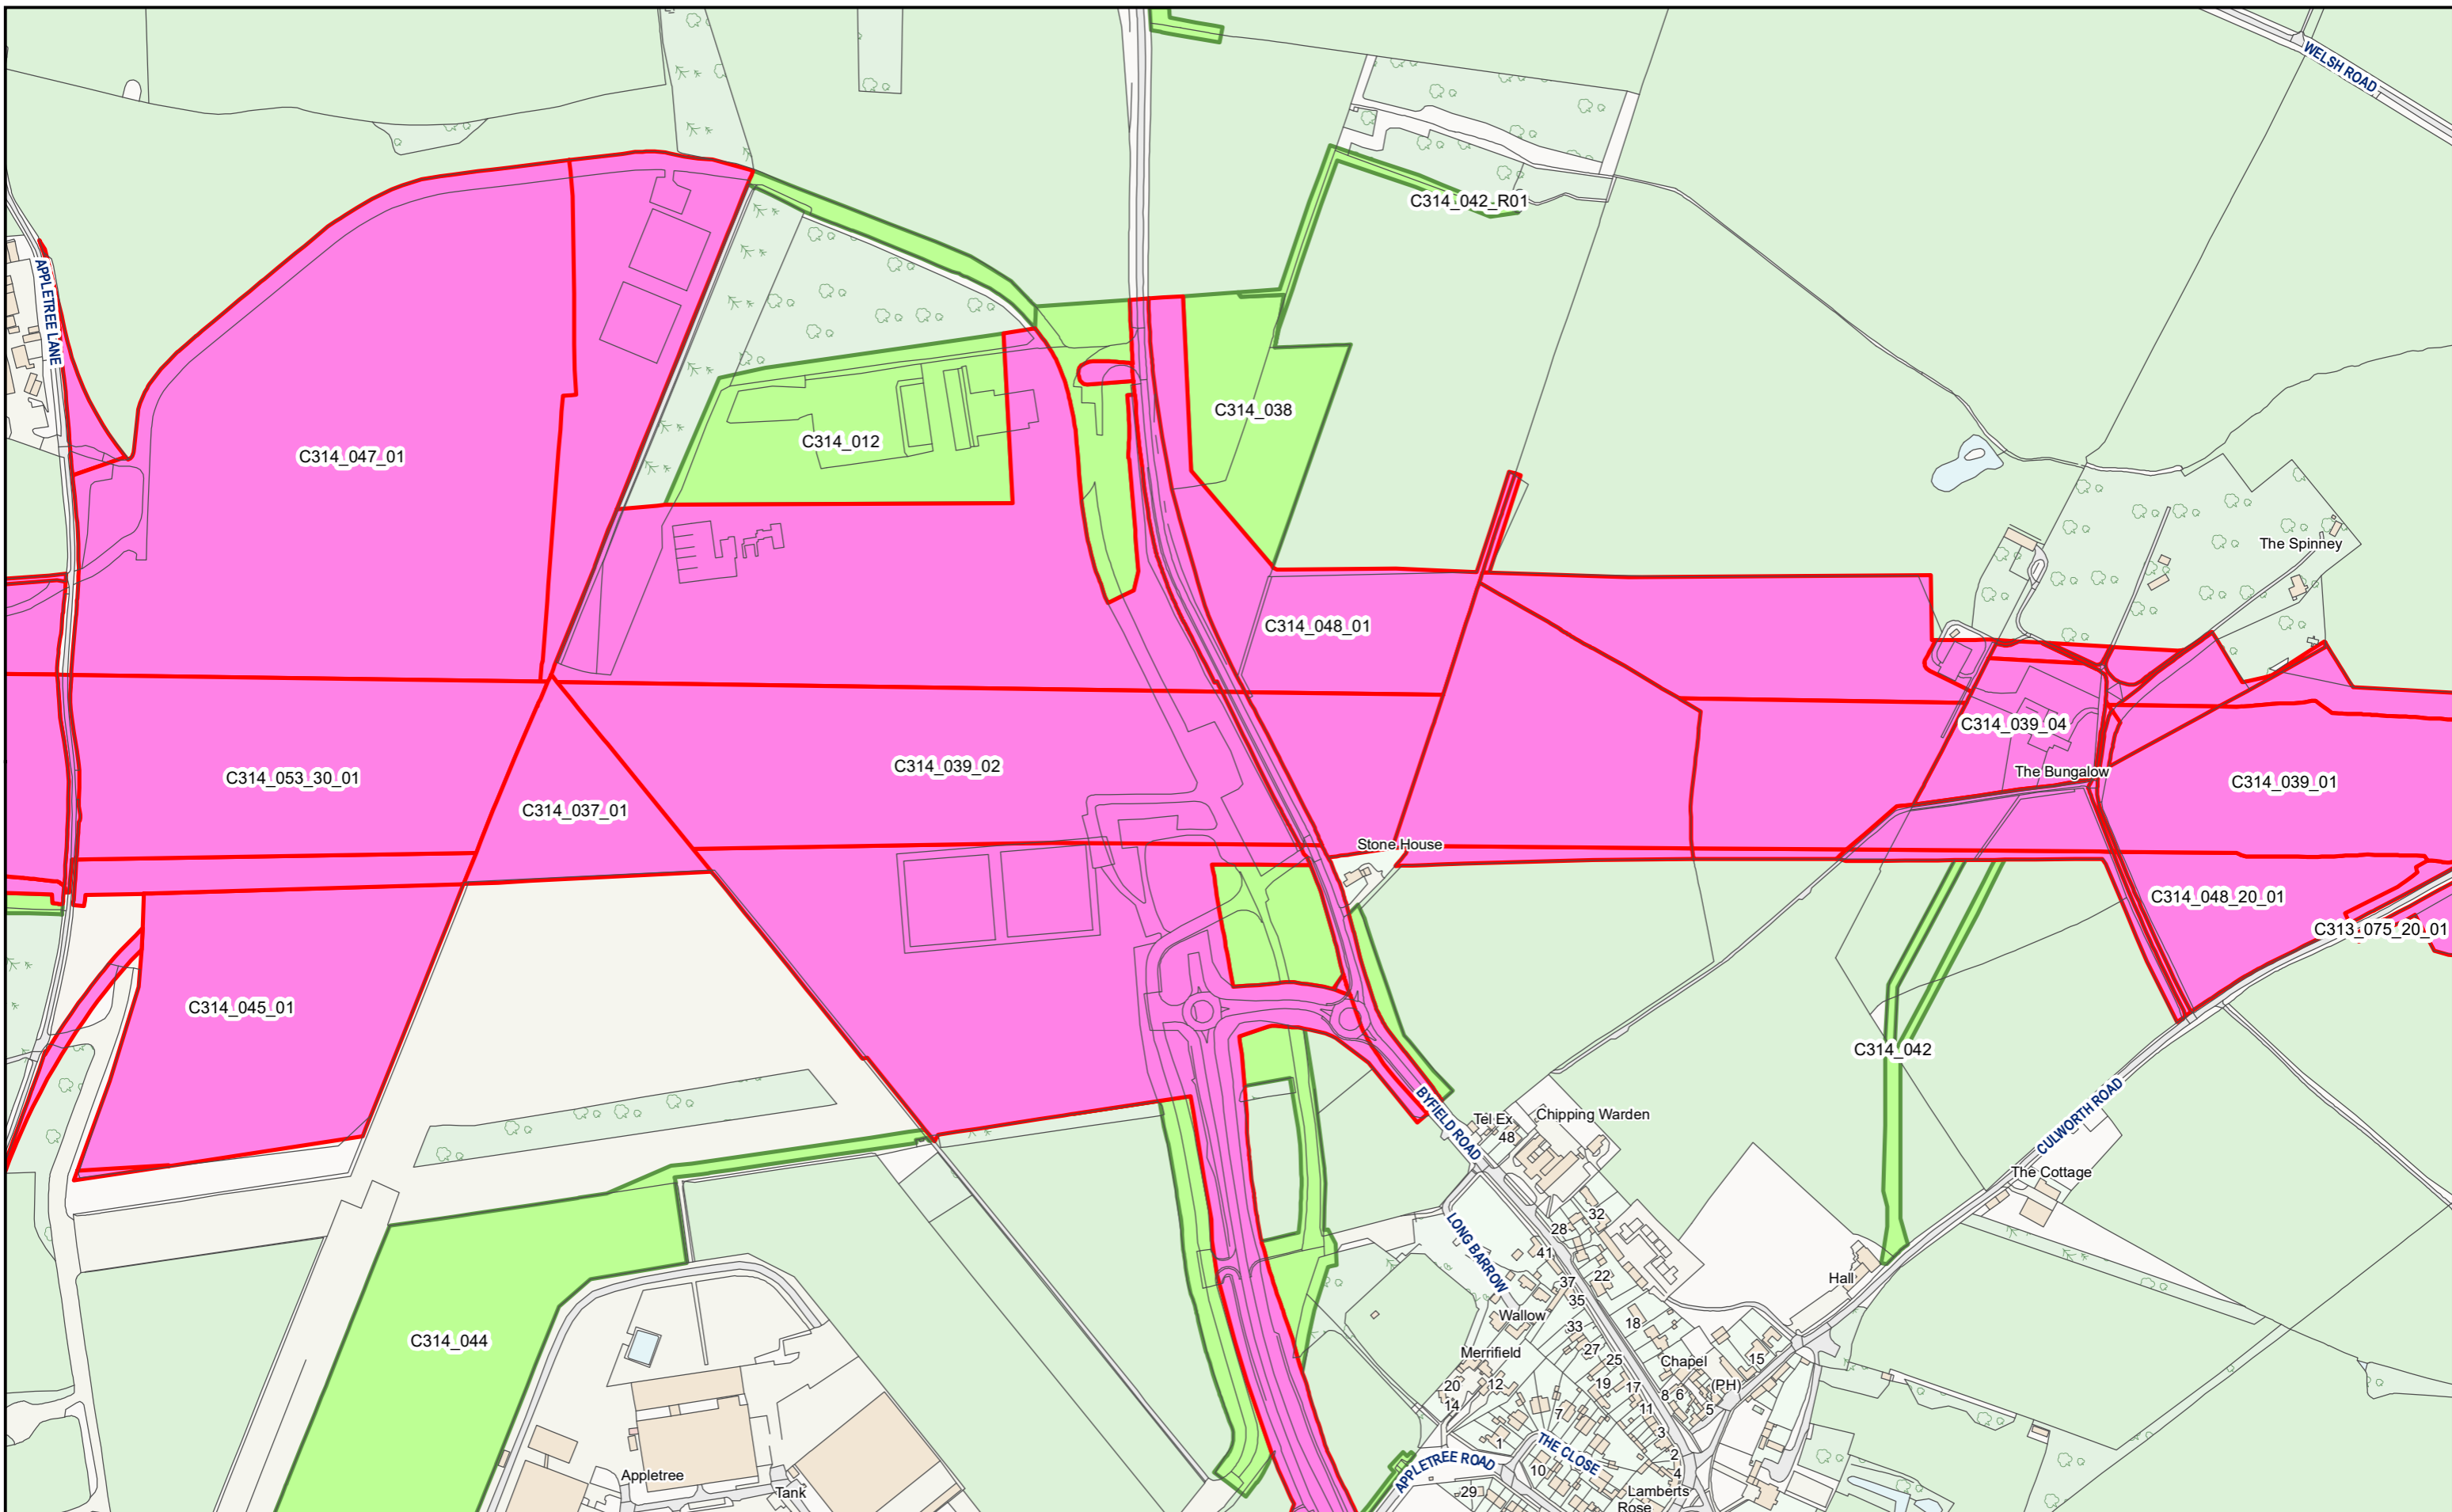 WELSH ROAD
C314_042_R01
APPLETREE LANE
C314_038
C314_012
C314_047_01
The Spinney
C314_048_01
C314_039_04
C314_039_02
The Bungalow
C314_053_30_01
C314_039_01
C314_037_01
Stone House
C314_048_20_01
C313_075_20_01
C314_045_01
C314_042
BYFIELD ROAD
Tel Ex
Chipping Warden
48
CULWORTH ROAD
The Cottage
32
28
LONG BARROW
41
Hall
22
37
35
Wallow
18
33
C314_044
27
Merrifield
25
Chapel
15
20
12
19
17
8
6
(PH)
14
7
11
5
3
1
THE CLOSE
2
APPLETREE ROAD
10
4
Appletree
Tank
29
Lamberts
Rose